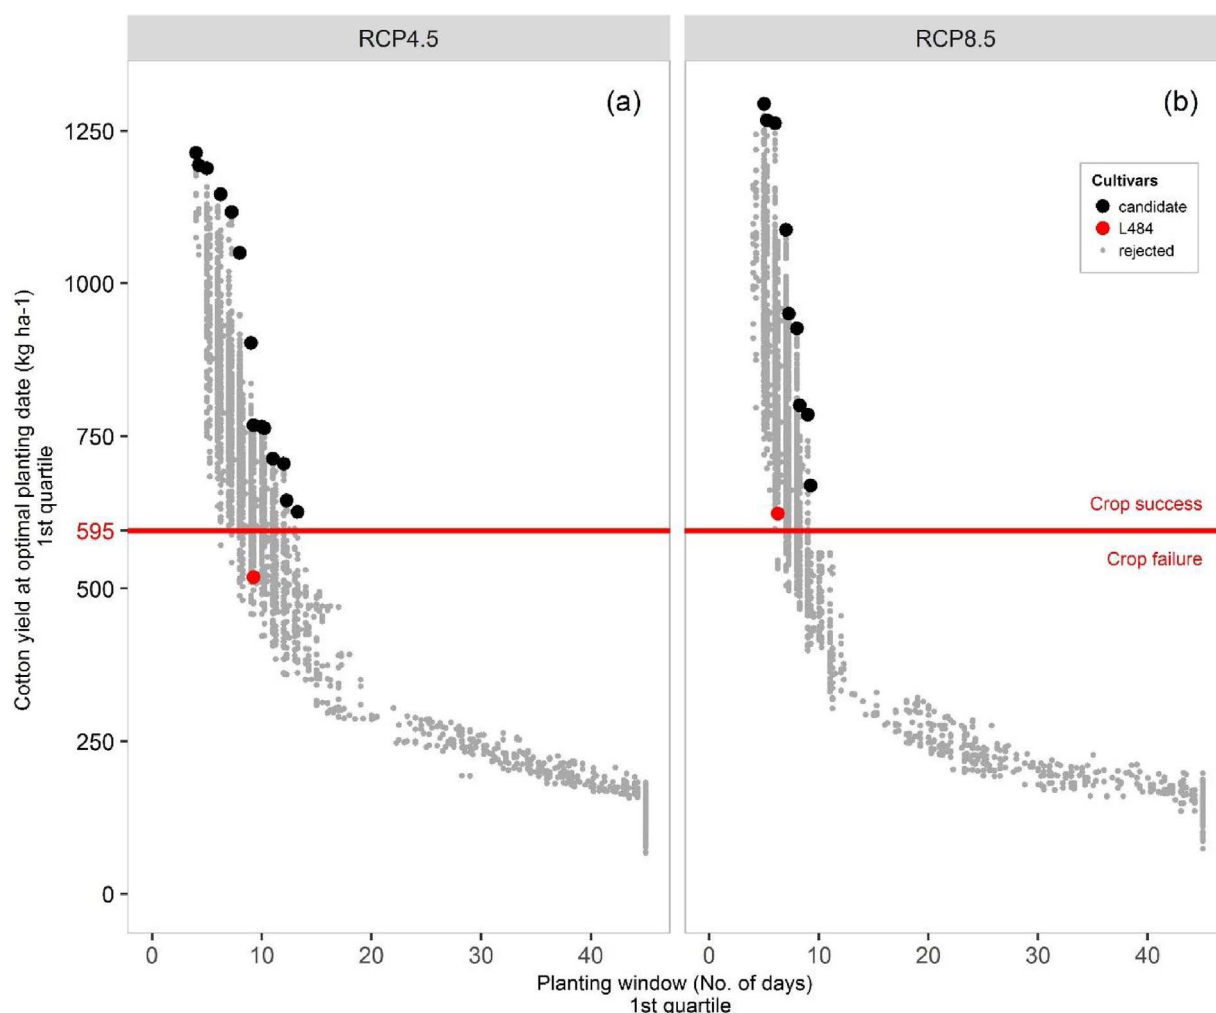 RCP4.5
RCP8.5
(a)
(b)
Cotton yield at optimal planting date (kg ha-1)
1st quartile
1250
1000
750
595
500
250
0
Cultivars
candidate
L484
rejected
Crop success
Crop failure
0 10 20 30 40
0 10 20 30 40
Planting window (No. of days)
1st quartile